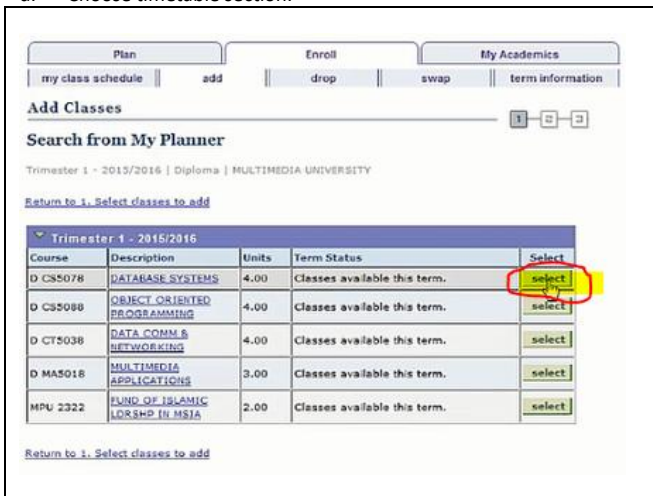 Choose timetable section.
Plan Enroll My Academics
my class schedule add drop swap term information
Add Classes
1 2 3
Search from My Planner
Trimester 1 - 2015/2016 | Diploma | MULTIMEDIA UNIVERSITY
Return to 1. Select classes to add
Trimester 1 - 2015/2016
Course Description Units Term Status Select
D CS5078 DATABASE SYSTEMS 4.00 Classes available this term. select
D CS5088 OBJECT ORIENTED
PROGRAMMING 4.00 Classes available this term. select
D CT5038 DATA COMM &
NETWORKING 4.00 Classes available this term. select
D MA5018 MULTIMEDIA
APPLICATIONS 3.00 Classes available this term. select
MPU 2322 FUND OF ISLAMIC
LDRSHP IN MSIA 2.00 Classes available this term. select
Return to 1. Select classes to add